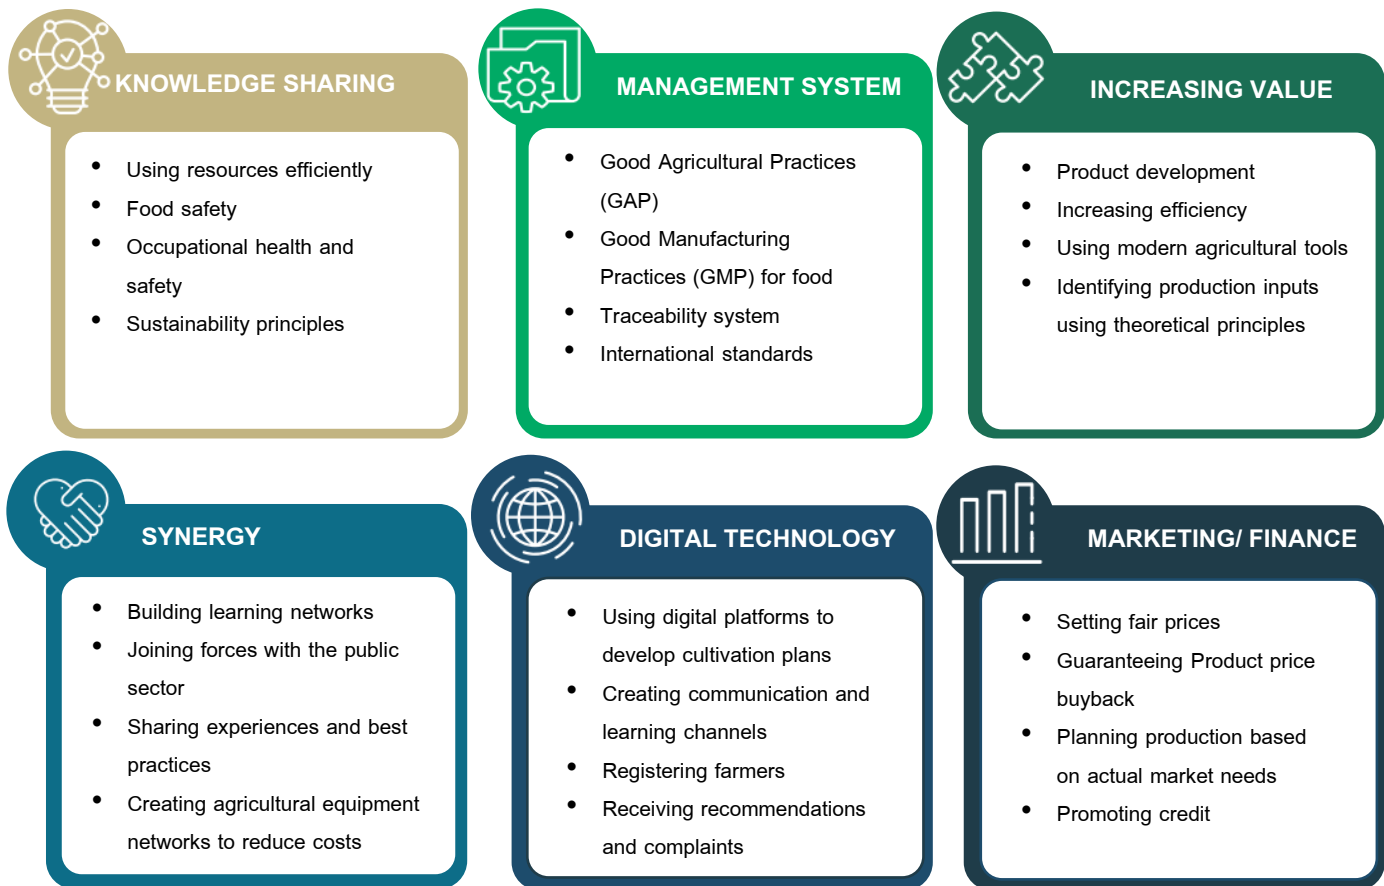 KNOWLEDGE SHARING
• Using resources efficiently
• Food safety
• Occupational health and
safety
• Sustainability principles
MANAGEMENT SYSTEM
• Good Agricultural Practices
(GAP)
• Good Manufacturing
Practices (GMP) for food
• Traceability system
• International standards
INCREASING VALUE
• Product development
• Increasing efficiency
• Using modern agricultural tools
• Identifying production inputs
using theoretical principles
SYNERGY
• Building learning networks
• Joining forces with the public
sector
• Sharing experiences and best
practices
• Creating agricultural equipment
networks to reduce costs
DIGITAL TECHNOLOGY
• Using digital platforms to
develop cultivation plans
• Creating communication and
learning channels
• Registering farmers
• Receiving recommendations
and complaints
MARKETING/ FINANCE
• Setting fair prices
• Guaranteeing Product price
buyback
• Planning production based
on actual market needs
• Promoting credit